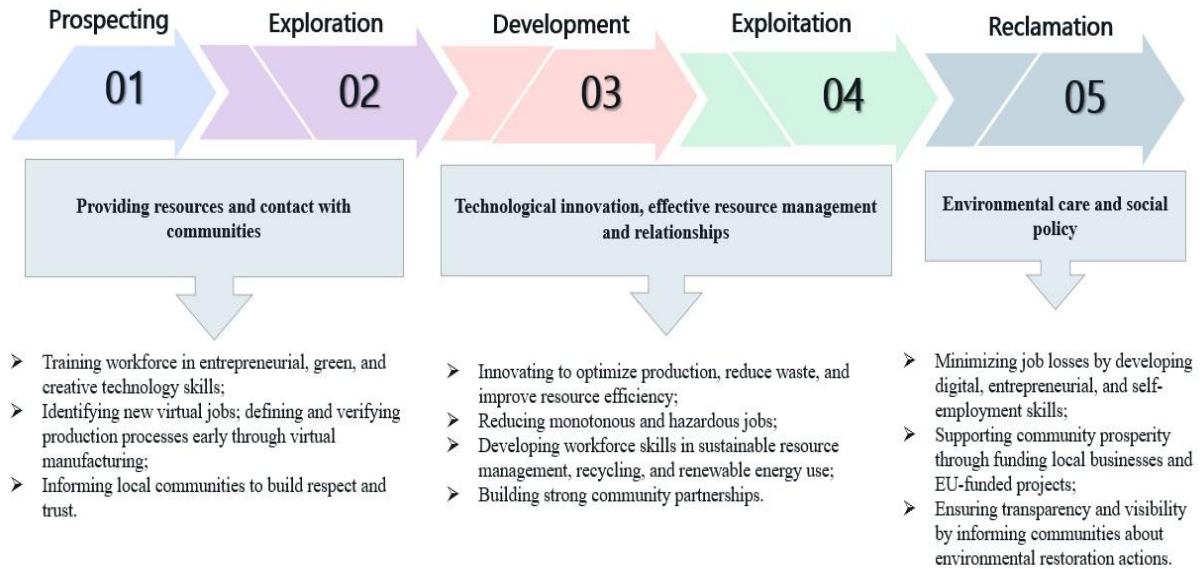 Prospecting
Exploration
Development
Exploitation
Reclamation
01
02
03
04
05
Providing resources and contact with
communities
Technological innovation, effective resource management
and relationships
Environmental care and social
policy
➤ Training workforce in entrepreneurial, green, and
creative technology skills;
➤ Identifying new virtual jobs; defining and verifying
production processes early through virtual
manufacturing;
➤ Informing local communities to build respect and
trust.
➤ Innovating to optimize production, reduce waste, and
improve resource efficiency;
➤ Reducing monotonous and hazardous jobs;
➤ Developing workforce skills in sustainable resource
management, recycling, and renewable energy use;
➤ Building strong community partnerships.
➤ Minimizing job losses by developing
digital, entrepreneurial, and self-
employment skills;
➤ Supporting community prosperity
through funding local businesses and
EU-funded projects;
➤ Ensuring transparency and visibility
by informing communities about
environmental restoration actions.